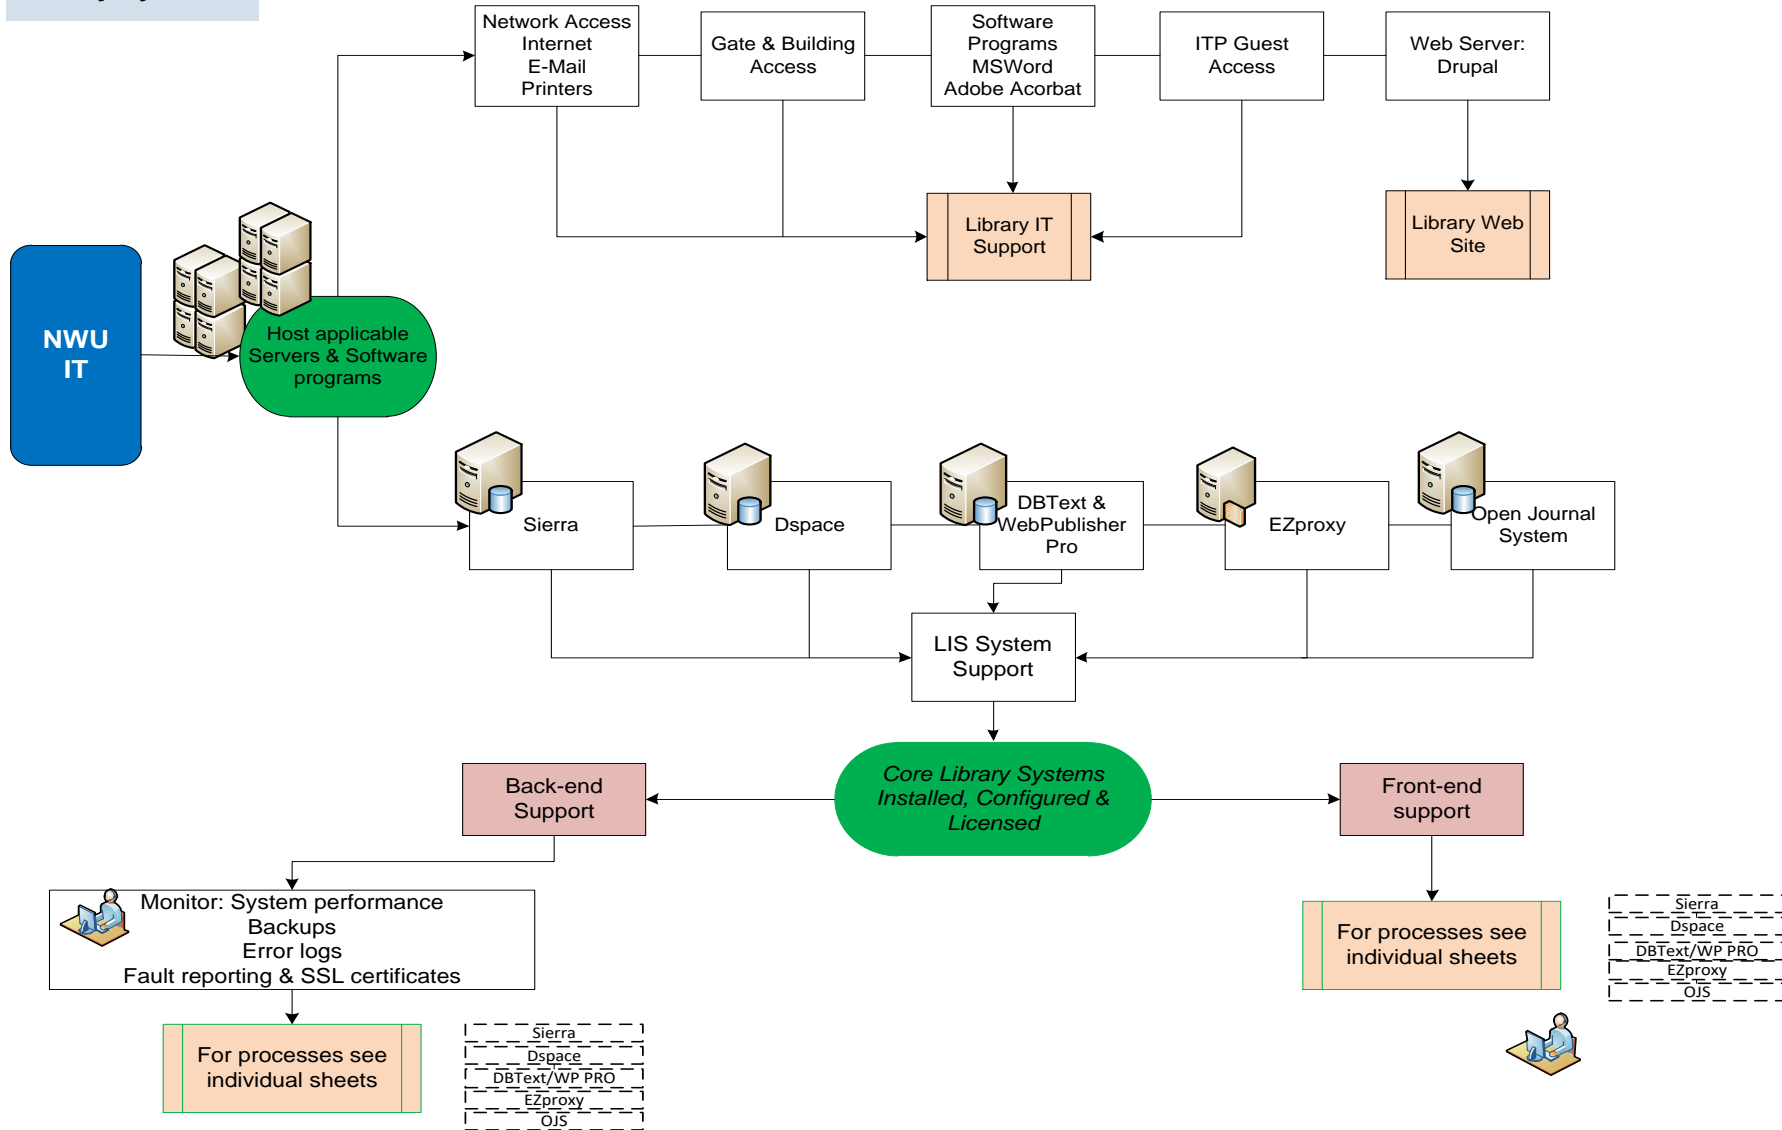 Network Access
Internet
E-Mail
Printers
Gate & Building
Access
Software
Programs
MSWord
Adobe Acorbat
ITP Guest
Access
Web Server:
Drupal
Library IT
Support
Library Web
Site
NWU
IT
Host applicable
Servers & Software
programs
Sierra
Dspace
DBText &
WebPublisher
Pro
EZproxy
Open Journal
System
LIS System
Support
Core Library Systems
Installed, Configured &
Licensed
Back-end
Support
Front-end
support
Monitor: System performance
Backups
Error logs
Fault reporting & SSL certificates
For processes see
individual sheets
Sierra
Dspace
DBText/WP PRO
EZproxy
OJS
For processes see
individual sheets
Sierra
Dspace
DBText/WP PRO
EZproxy
OJS